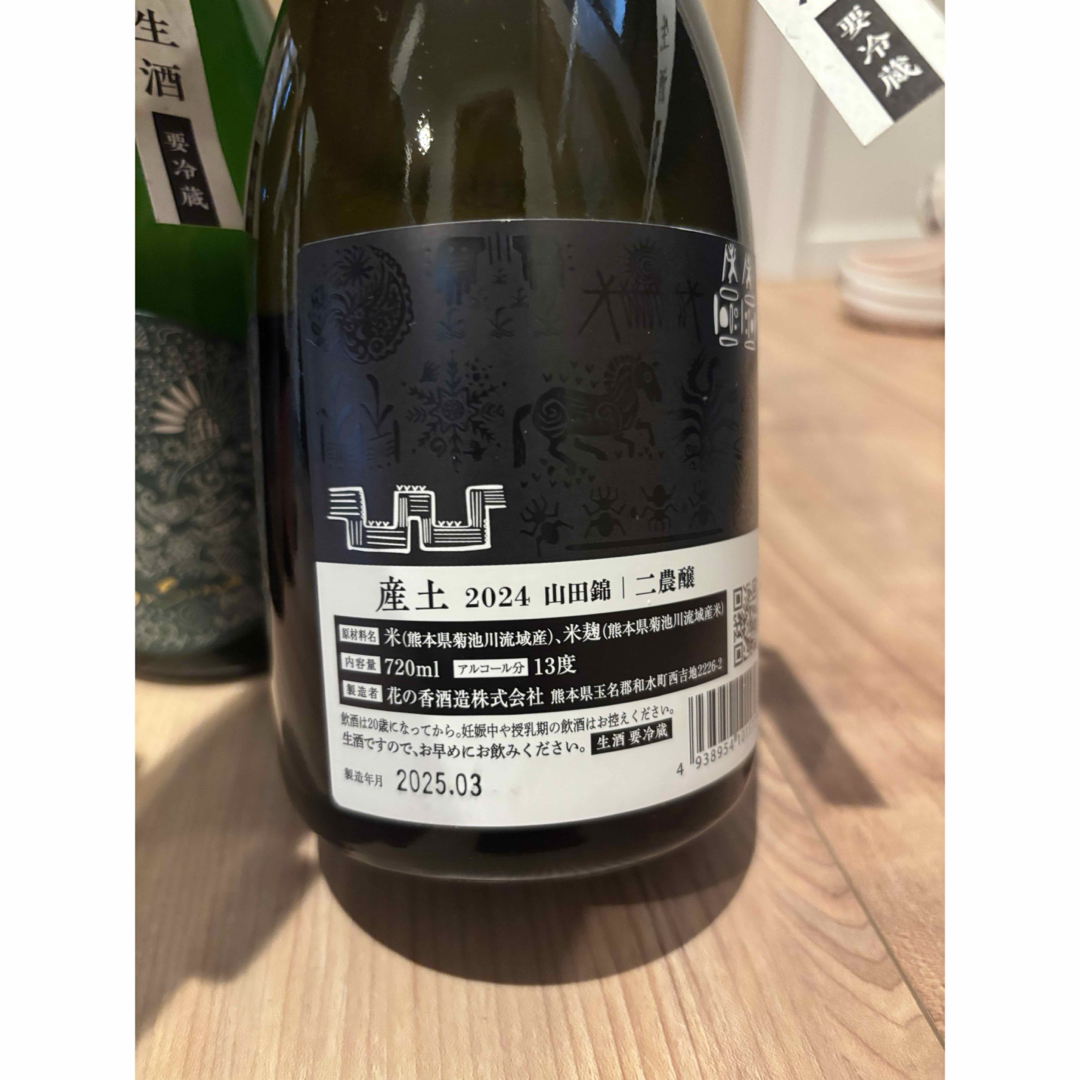 生酒
要冷蔵
要冷蔵
産土 2024 山田錦|二農醸
原材料名 米(熊本県菊池川流域産)、米麹(熊本県菊池川流域産米)
内容量 720ml アルコール分 13度
製造者 花の香酒造株式会社 熊本県玉名郡和水町西吉地2226-2
飲酒は20歳になってから。妊娠中や授乳期の飲酒はお控えください。
生酒ですので、お早めにお飲みください。 生酒 要冷蔵
製造年月 2025.03